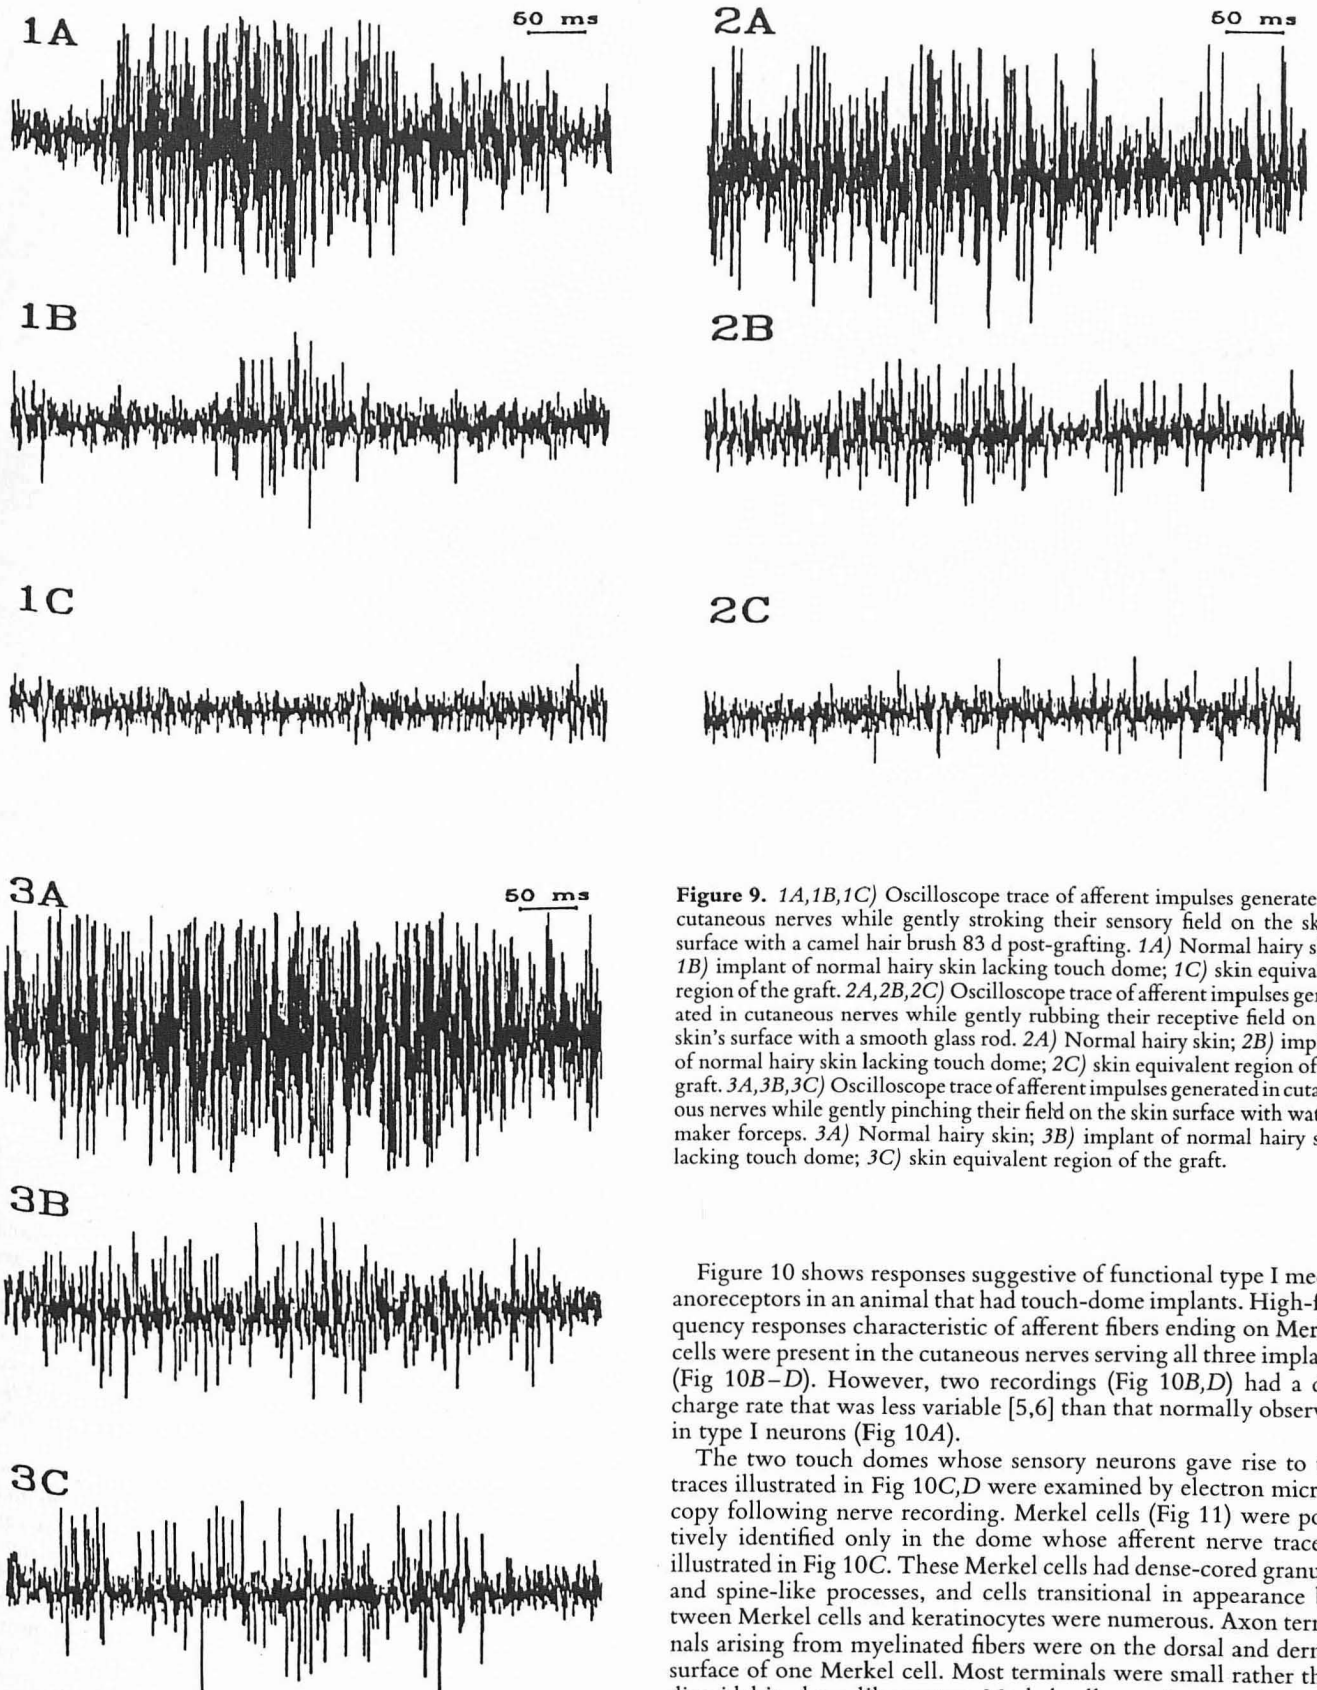 1A
50 ms
2A
50 ms
1B
2B
1C
2C
3A
50 ms
3B
3C
Figure 9. 1A,1B,1C) Oscilloscope trace of afferent impulses generate
cutaneous nerves while gently stroking their sensory field on the sk
surface with a camel hair brush 83 d post-grafting. 1A) Normal hairy s
1B) implant of normal hairy skin lacking touch dome; 1C) skin equiva
region of the graft. 2A,2B,2C) Oscilloscope trace of afferent impulses ger
ated in cutaneous nerves while gently rubbing their receptive field on
skin's surface with a smooth glass rod. 2A) Normal hairy skin; 2B) imp
of normal hairy skin lacking touch dome; 2C) skin equivalent region of
graft. 3A,3B,3C) Oscilloscope trace of afferent impulses generated in cuta
ous nerves while gently pinching their field on the skin surface with wat
maker forceps. 3A) Normal hairy skin; 3B) implant of normal hairy s
lacking touch dome; 3C) skin equivalent region of the graft.
Figure 10 shows responses suggestive of functional type I me
anoreceptors in an animal that had touch-dome implants. High-f
quency responses characteristic of afferent fibers ending on Mer
cells were present in the cutaneous nerves serving all three impla
(Fig 10B–D). However, two recordings (Fig 10B,D) had a d
charge rate that was less variable [5,6] than that normally observ
in type I neurons (Fig 10A).
The two touch domes whose sensory neurons gave rise to
traces illustrated in Fig 10C,D were examined by electron micr
copy following nerve recording. Merkel cells (Fig 11) were po
tively identified only in the dome whose afferent nerve trace
illustrated in Fig 10C. These Merkel cells had dense-cored granu
and spine-like processes, and cells transitional in appearance b
tween Merkel cells and keratinocytes were numerous. Axon term
nals arising from myelinated fibers were on the dorsal and derm
surface of one Merkel cell. Most terminals were small rather th